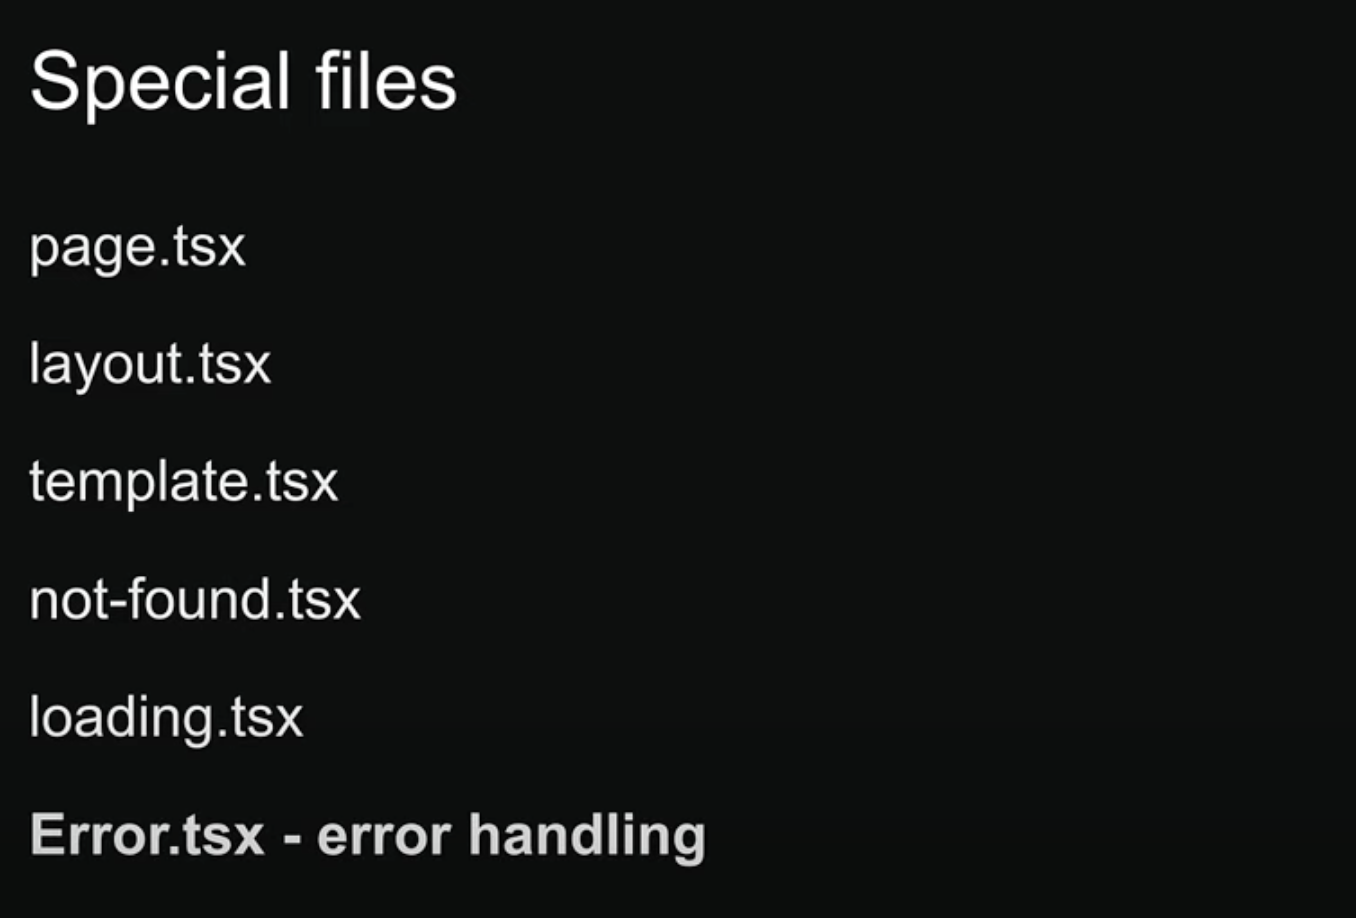 Special files
page.tsx
layout.tsx
template.tsx
not-found.tsx
loading.tsx
Error.tsx - error handling